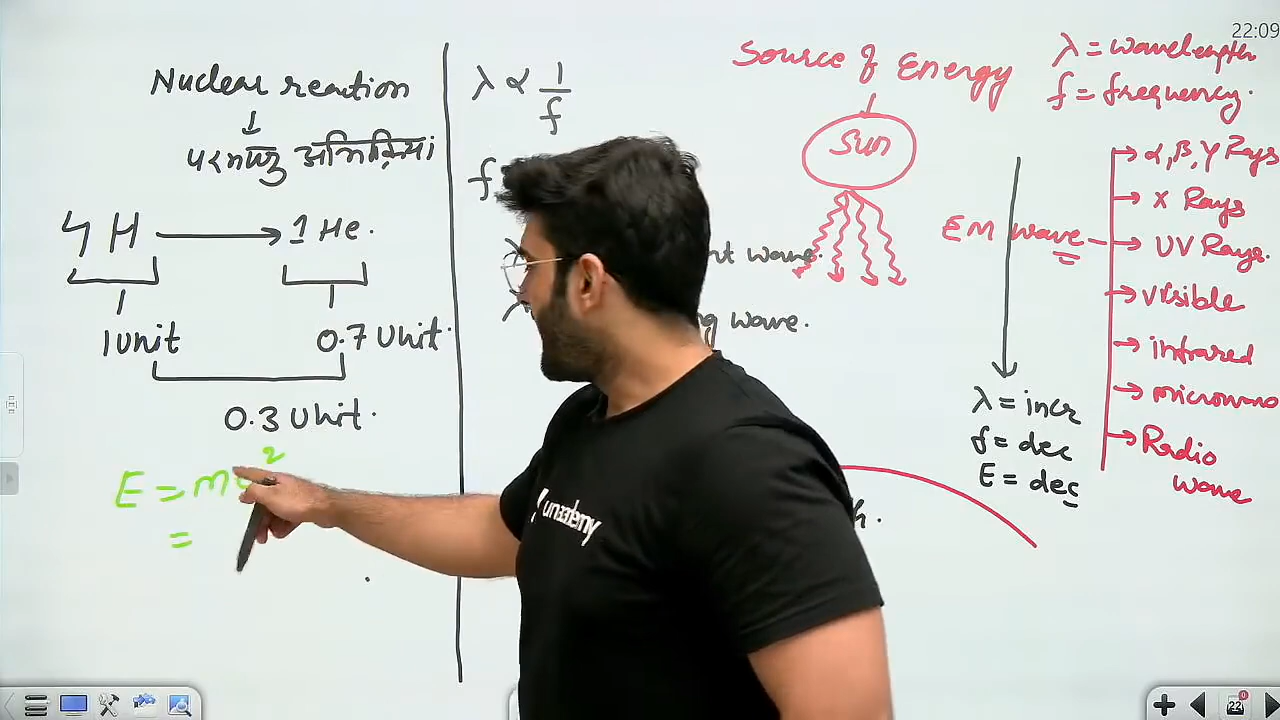 22:09
Nuclear reaction
↓
परमाणु अभिक्रिया
4 H → 1 He.
1 unit
0.7 Unit.
0.3 Unit.
E = mc²
=
λ ∝ 1/f
f
wave.
wave.
Source of Energy
Sun
λ = wavelength
f = frequency.
EM wave
→ α, β, γ Rays
→ X Rays
→ UV Rays.
→ visible
→ infrared
→ microwave
→ Radio wave
λ = incr
f = dec
E = dec
unacademy
22